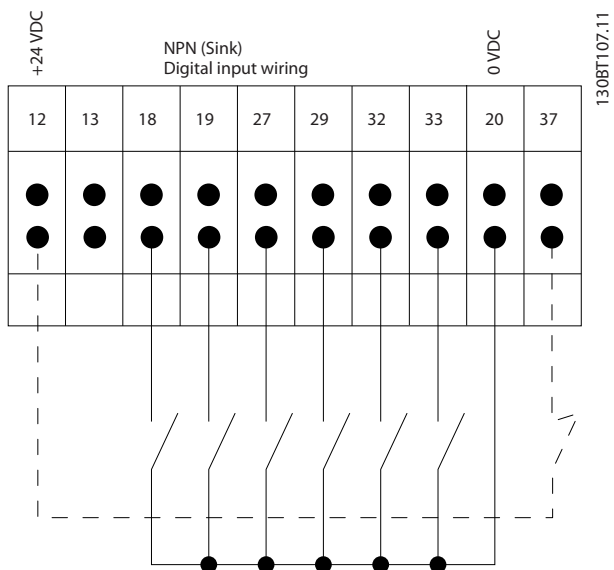 +24 VDC
NPN (Sink)
Digital input wiring
0 VDC
130BT107.11
12 13 18 19 27 29 32 33 20 37